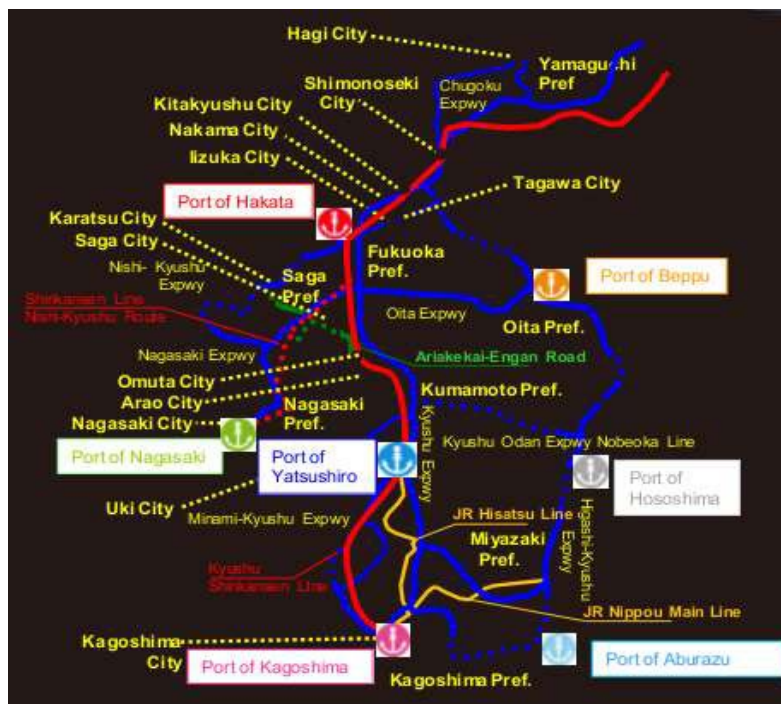 Hagi City
Yamaguchi
Pref
Shimonoseki
City
Chugoku
Expwy
Kitakyushu City
Nakama City
Iizuka City
Tagawa City
Port of Hakata
Karatsu City
Saga City
Nishi- Kyushu
Expwy
Saga
Pref
Fukuoka
Pref.
Port of Beppu
Shinkansen Line
Nishi-Kyushu Route
Oita Expwy
Oita Pref.
Nagasaki Expwy
Ariakekai-Engan Road
Omuta City
Arao City
Kumamoto Pref.
Nagasaki City
Nagasaki
Pref.
Kyushu Expwy
Kyushu Odan Expwy Nobeoka Line
Port of Nagasaki
Port of
Yatsushiro
Port of
Hososhima
Uki City
Minami-Kyushu Expwy
JR Hisatsu Line
Miyazaki
Pref.
Higashi-Kyushu
Expwy
Kyushu
Shinkansen Line
JR Nippou Main Line
Kagoshima
City
Port of Kagoshima
Port of Aburazu
Kagoshima Pref.